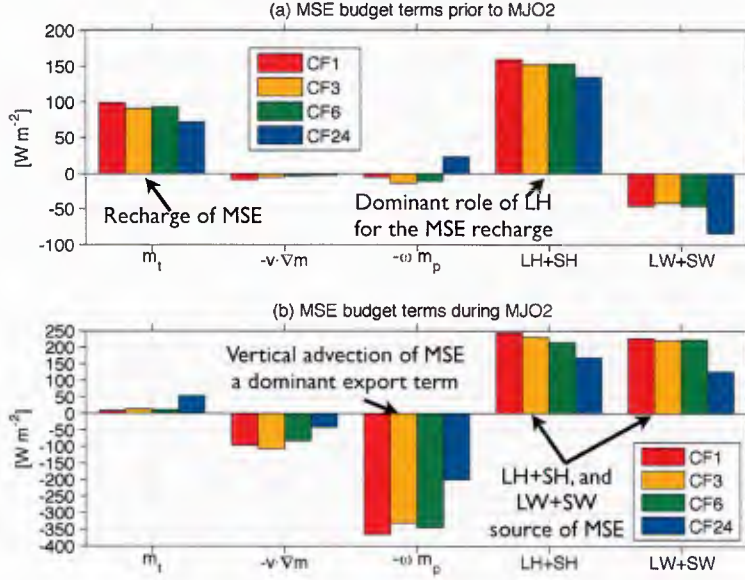 (a) MSE budget terms prior to MJO2
[W m⁻²]
200
150
100
50
0
-50
-100
CF1
CF3
CF6
CF24
Recharge of MSE
Dominant role of LH
for the MSE recharge
m_t
-v·∇m
-ω m_p
LH+SH
LW+SW
(b) MSE budget terms during MJO2
[W m⁻²]
250
200
150
100
50
0
-50
-100
-150
-200
-250
-300
-350
-400
Vertical advection of MSE
a dominant export term
LH+SH, and
LW+SW
source of MSE
CF1
CF3
CF6
CF24
m_t
-v·∇m
-ω m_p
LH+SH
LW+SW